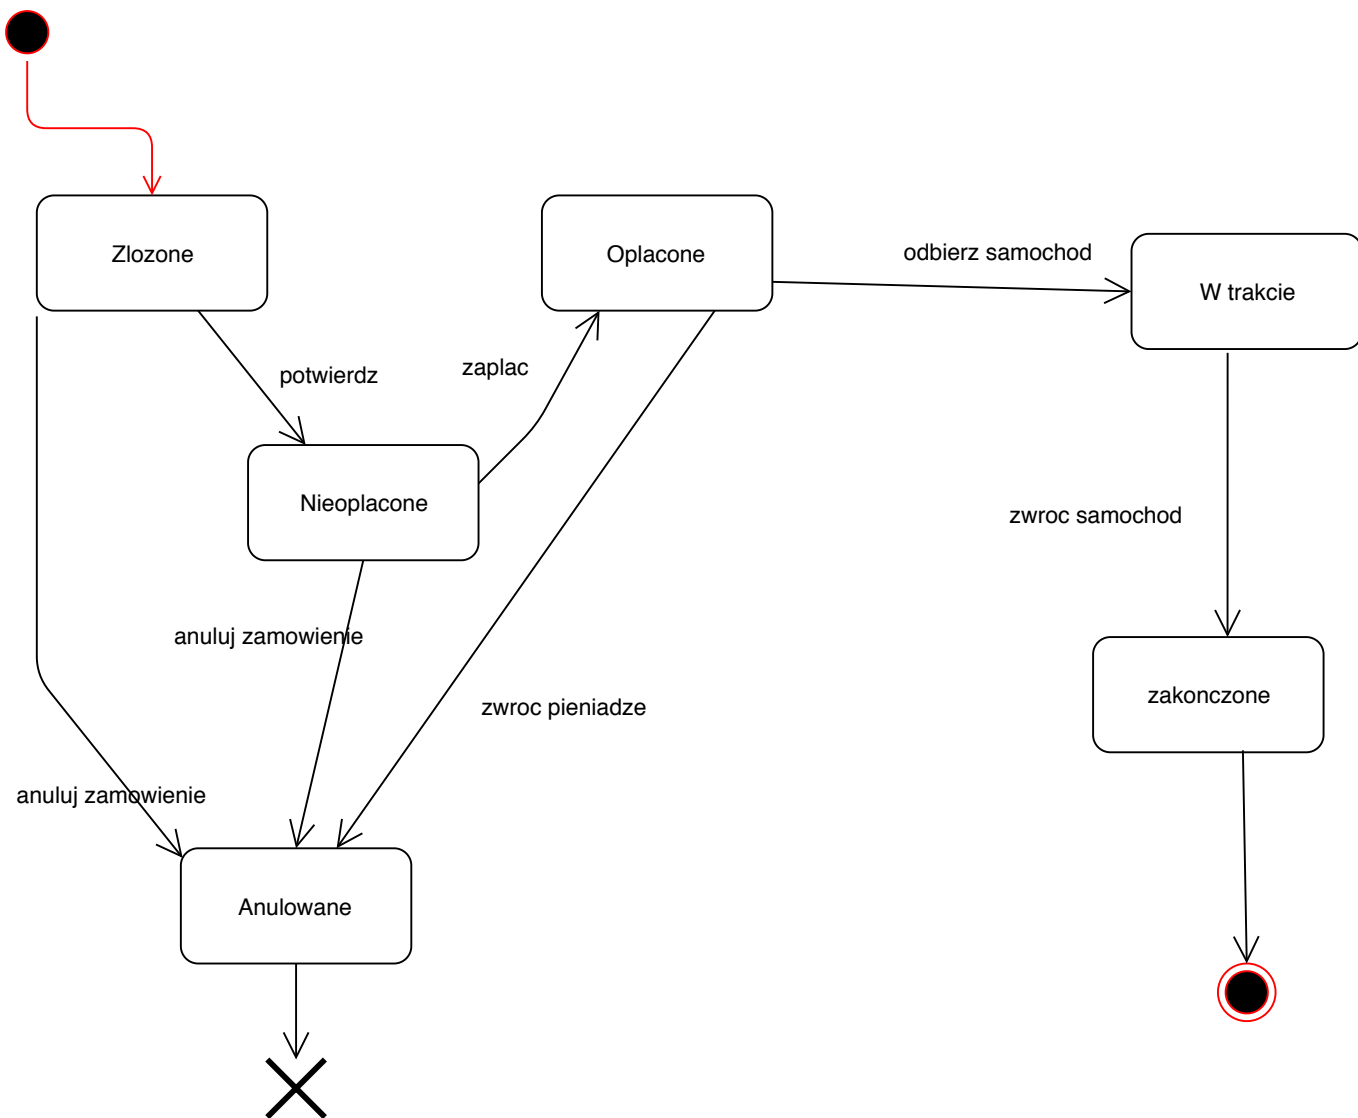 Zlozone
Oplacone
odbierz samochod
W trakcie
potwierdz
zaplac
Nieoplacone
zwroc samochod
anuluj zamowienie
zwroc pieniadze
zakonczone
anuluj zamowienie
Anulowane